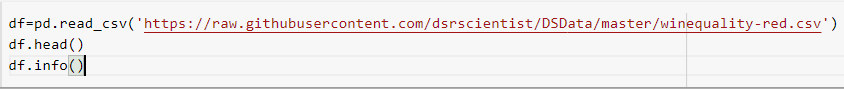 df=pd.read_csv('https://raw.githubusercontent.com/dsrscientist/DSData/master/winequality-red.csv')
df.head()
df.info()